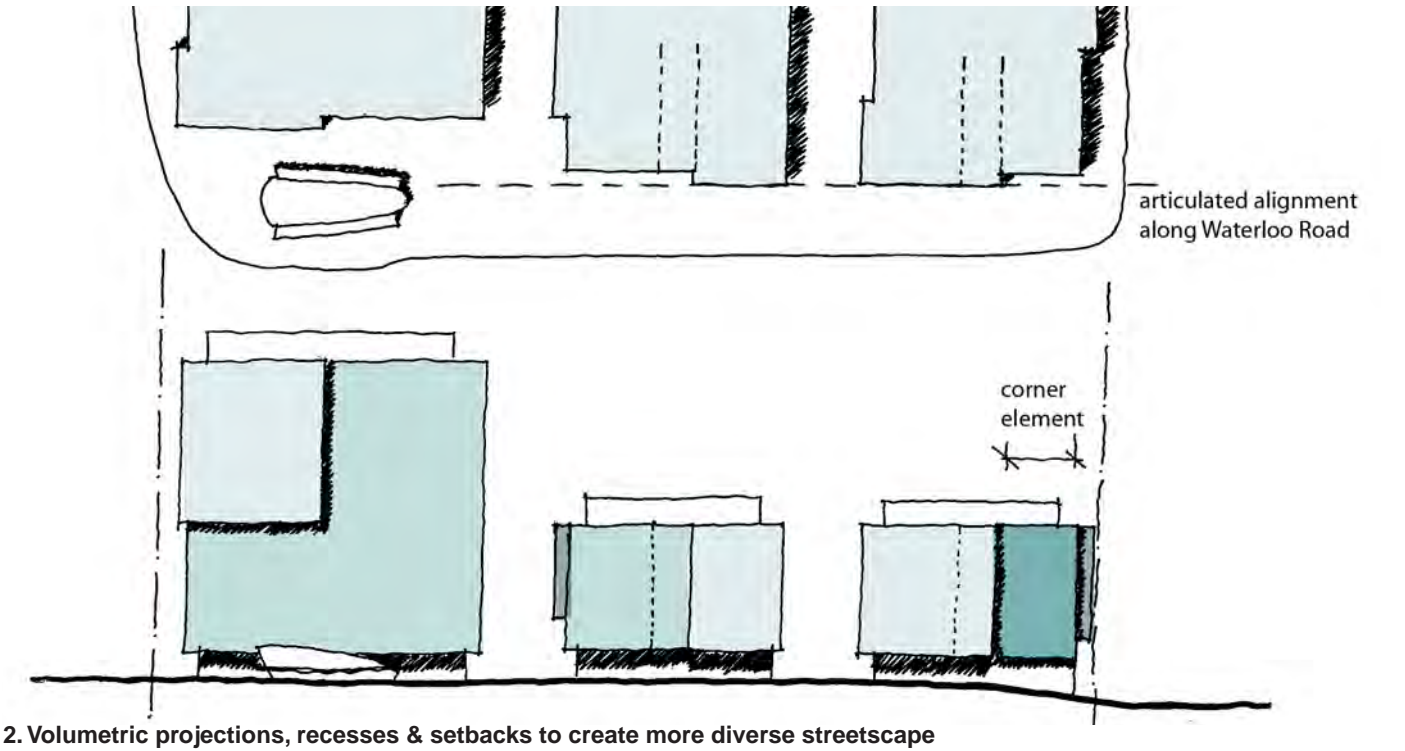 articulated alignment
along Waterloo Road
corner
element
2. Volumetric projections, recesses & setbacks to create more diverse streetscape